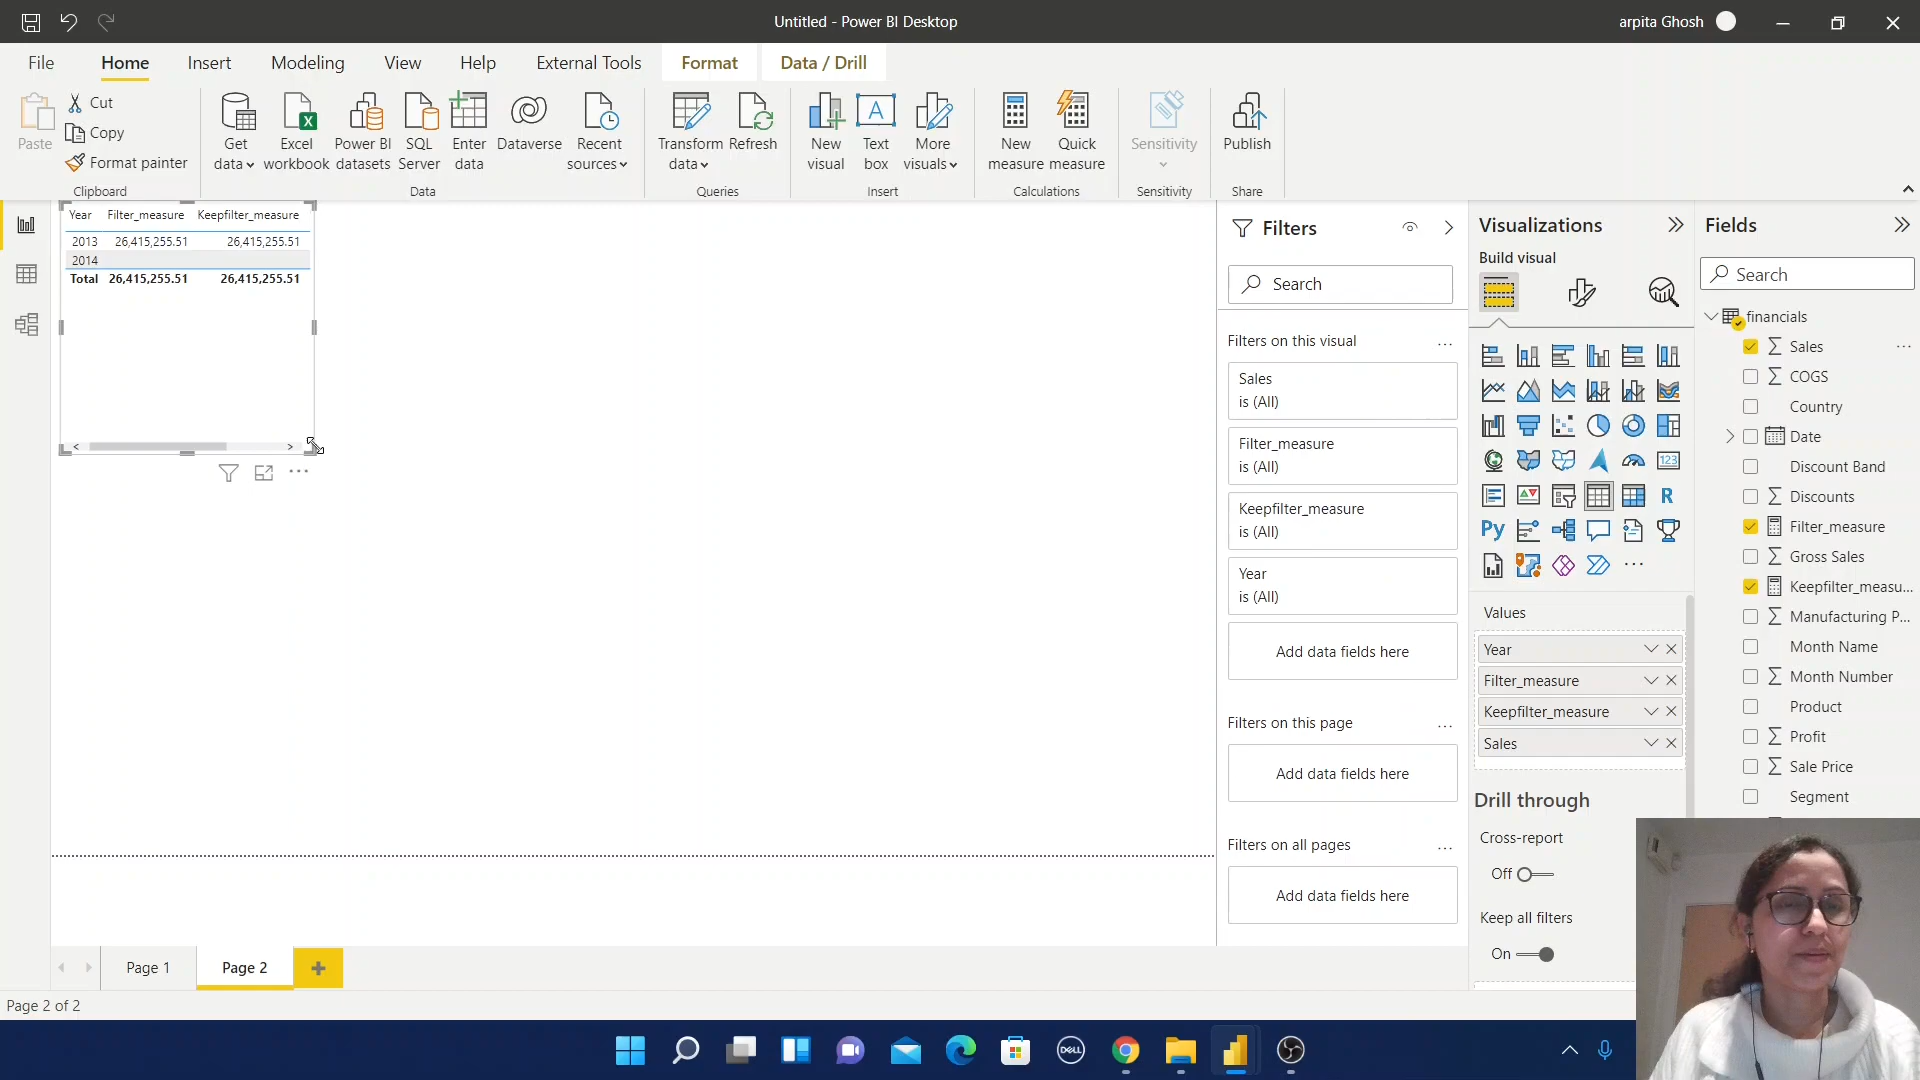 Untitled - Power BI Desktop
arpita Ghosh
File Home Insert Modeling View Help External Tools Format Data / Drill
Paste
Cut
Copy
Format painter
Clipboard
Get data
Excel workbook
Power BI datasets
SQL Server
Enter data
Dataverse
Recent sources
Data
Transform data
Refresh
Queries
New visual
Text box
More visuals
Insert
New measure
Quick measure
Calculations
Sensitivity
Sensitivity
Publish
Share
Year Filter_measure Keepfilter_measure
2013 26,415,255.51 26,415,255.51
2014
Total 26,415,255.51 26,415,255.51
Filters
Search
Filters on this visual
Sales
is (All)
Filter_measure
is (All)
Keepfilter_measure
is (All)
Year
is (All)
Add data fields here
Filters on this page
Add data fields here
Filters on all pages
Add data fields here
Visualizations
Build visual
123
R
Py
Values
Year
Filter_measure
Keepfilter_measure
Sales
Drill through
Cross-report
Off
Keep all filters
On
Fields
Search
financials
Sales
COGS
Country
Date
Discount Band
Discounts
Filter_measure
Gross Sales
Keepfilter_measu...
Manufacturing P...
Month Name
Month Number
Product
Profit
Sale Price
Segment
Page 1
Page 2
Page 2 of 2
DELL